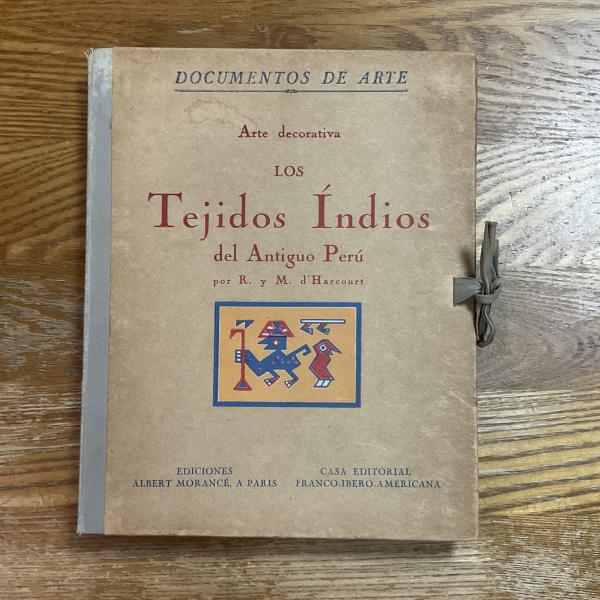 DOCUMENTOS DE ARTE
Arte decorativa
LOS
Tejidos Índios
del Antiguo Perú
por R. y M. d'Harcourt
EDICIONES
ALBERT MORANCÉ, A PARIS
CASA EDITORIAL
FRANCO-IBERO-AMERICANA